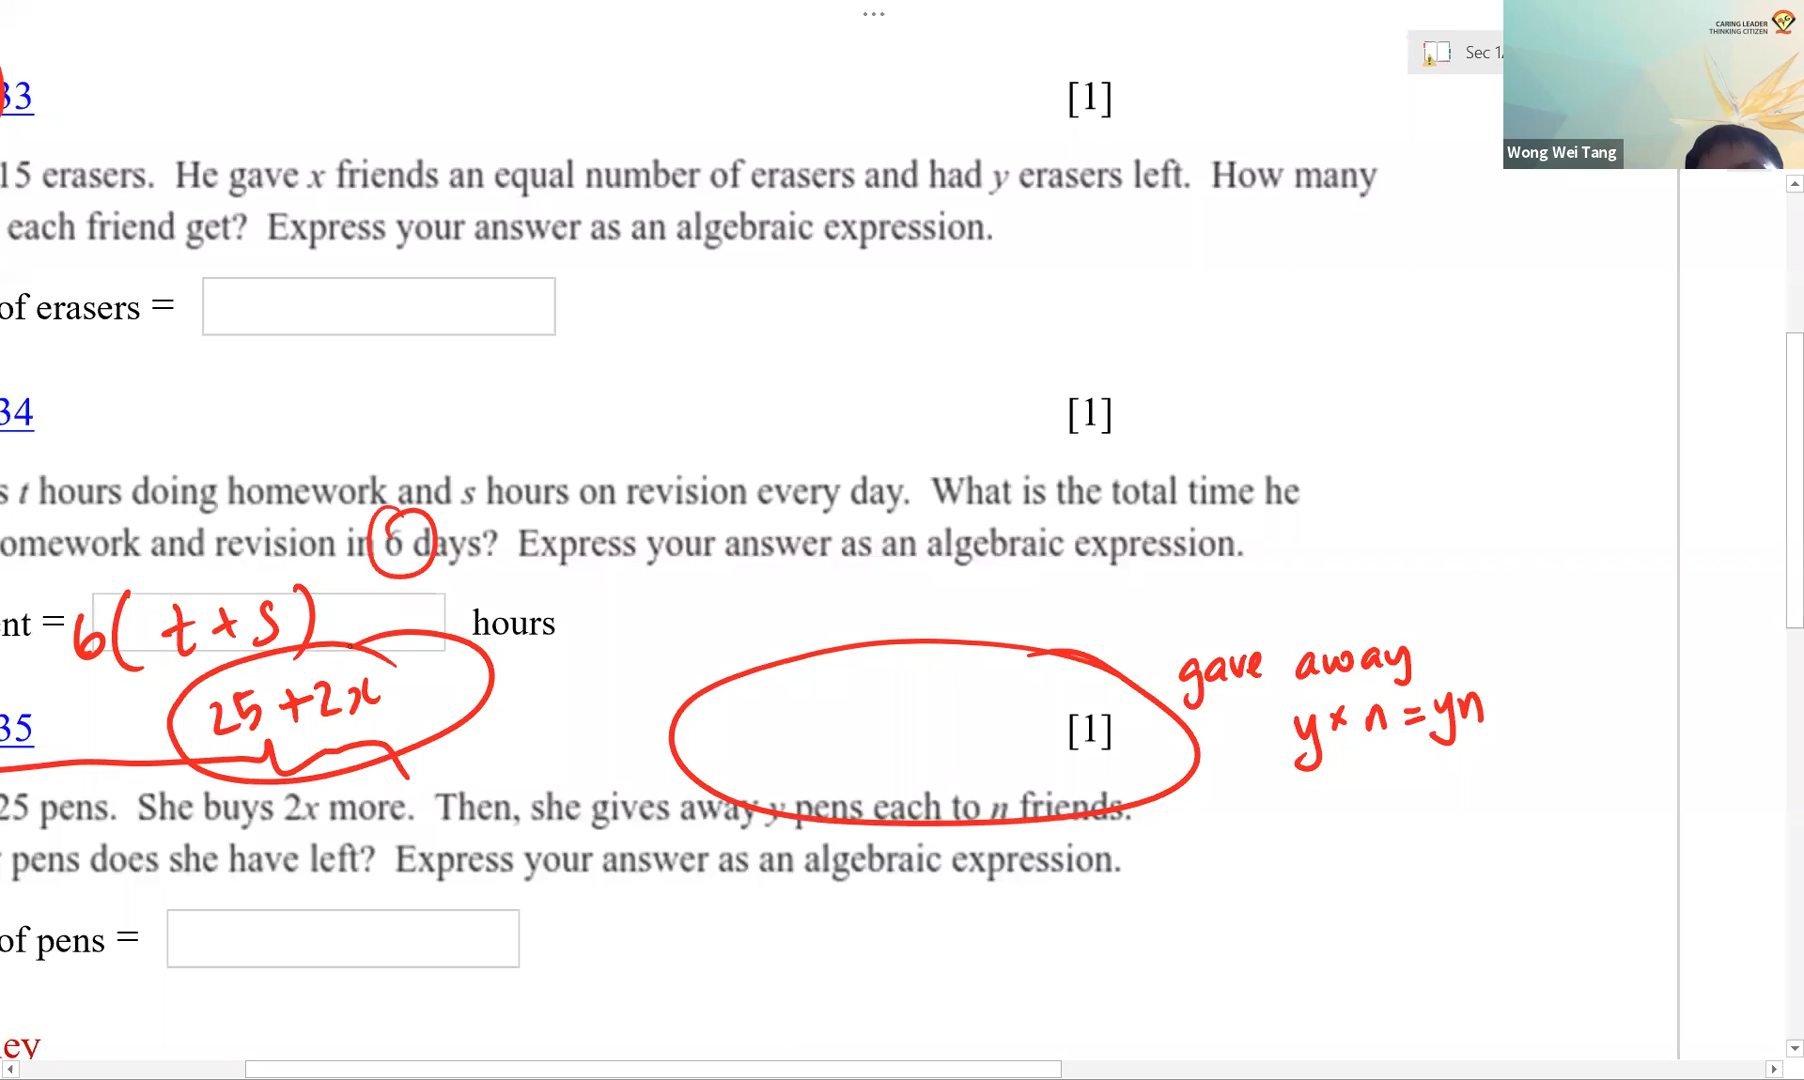 CARING LEADER
THINKING CITIZEN
Sec 1
Wong Wei Tang
33 [1]
15 erasers. He gave x friends an equal number of erasers and had y erasers left. How many
each friend get? Express your answer as an algebraic expression.
of erasers =
34 [1]
s t hours doing homework and s hours on revision every day. What is the total time he
omework and revision in 6 days? Express your answer as an algebraic expression.
nt = 6(t+s) hours
25+2x
gave away
y×n=yn
35 [1]
25 pens. She buys 2x more. Then, she gives away y pens each to n friends.
pens does she have left? Express your answer as an algebraic expression.
of pens =
ey